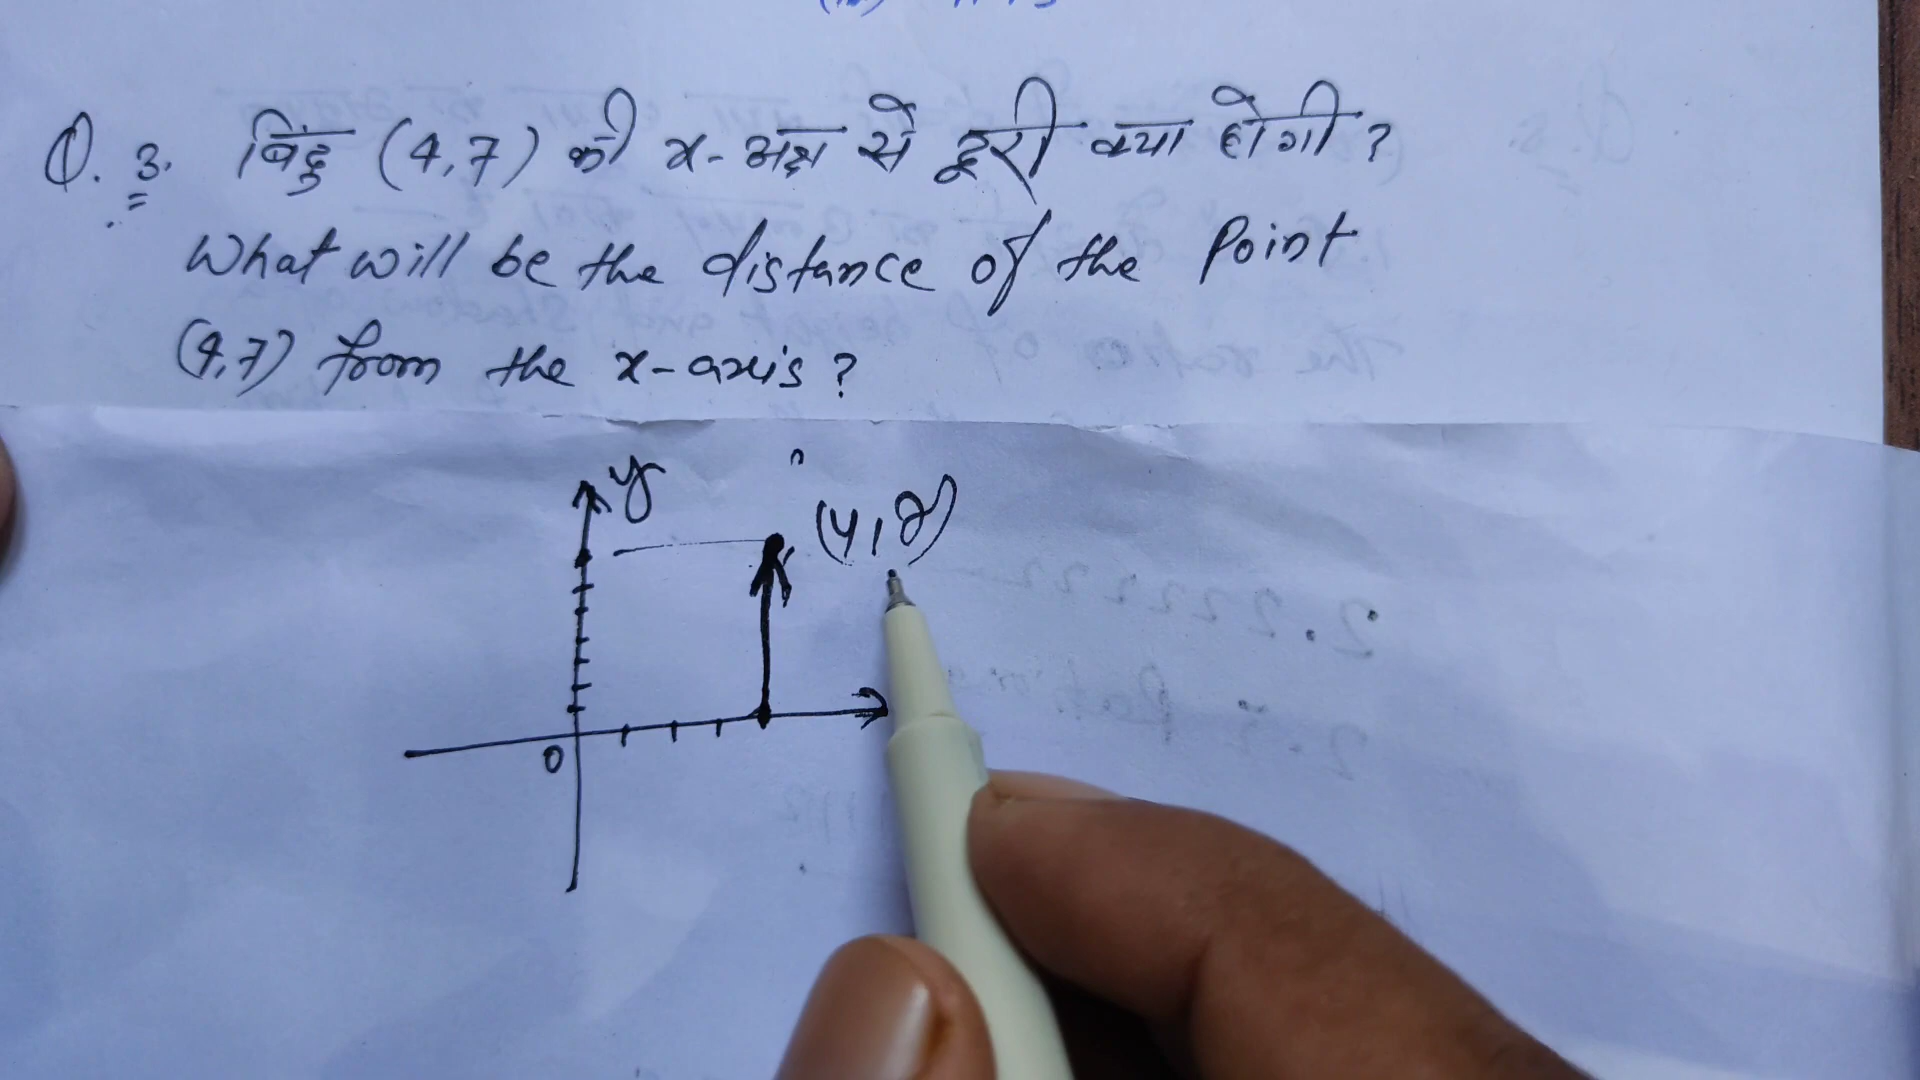 Q. 3. बिंदु (4,7) की x-अक्ष से दूरी क्या होगी ?
What will be the distance of the Point
(4,7) from the x-axis ?
y
(4,7)
0